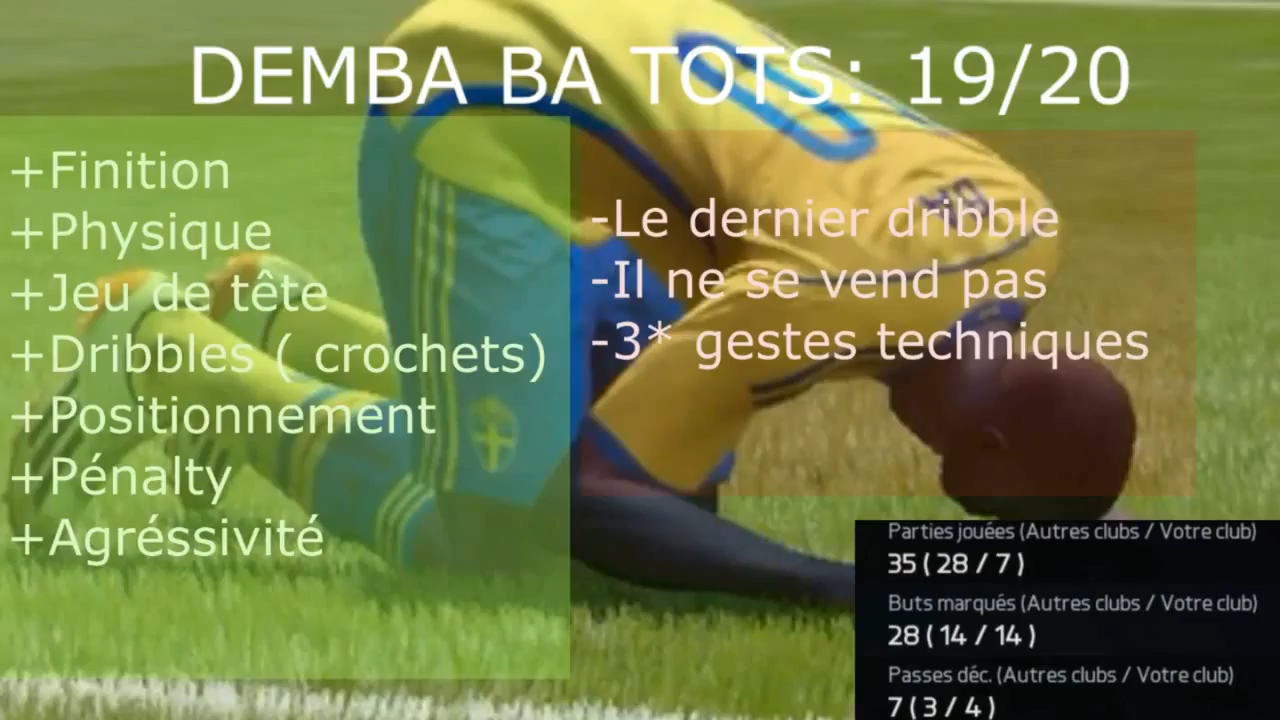 DEMBA BA TOTS: 19/20
+Finition
+Physique
+Jeu de tête
+Dribbles ( crochets)
+Positionnement
+Pénalty
+Agréssivité
-Le dernier dribble
-Il ne se vend pas
-3* gestes techniques
10
BA
Parties jouées (Autres clubs / Votre club)
35 ( 28 / 7 )
Buts marqués (Autres clubs / Votre club)
28 ( 14 / 14 )
Passes déc. (Autres clubs / Votre club)
7 ( 3 / 4 )